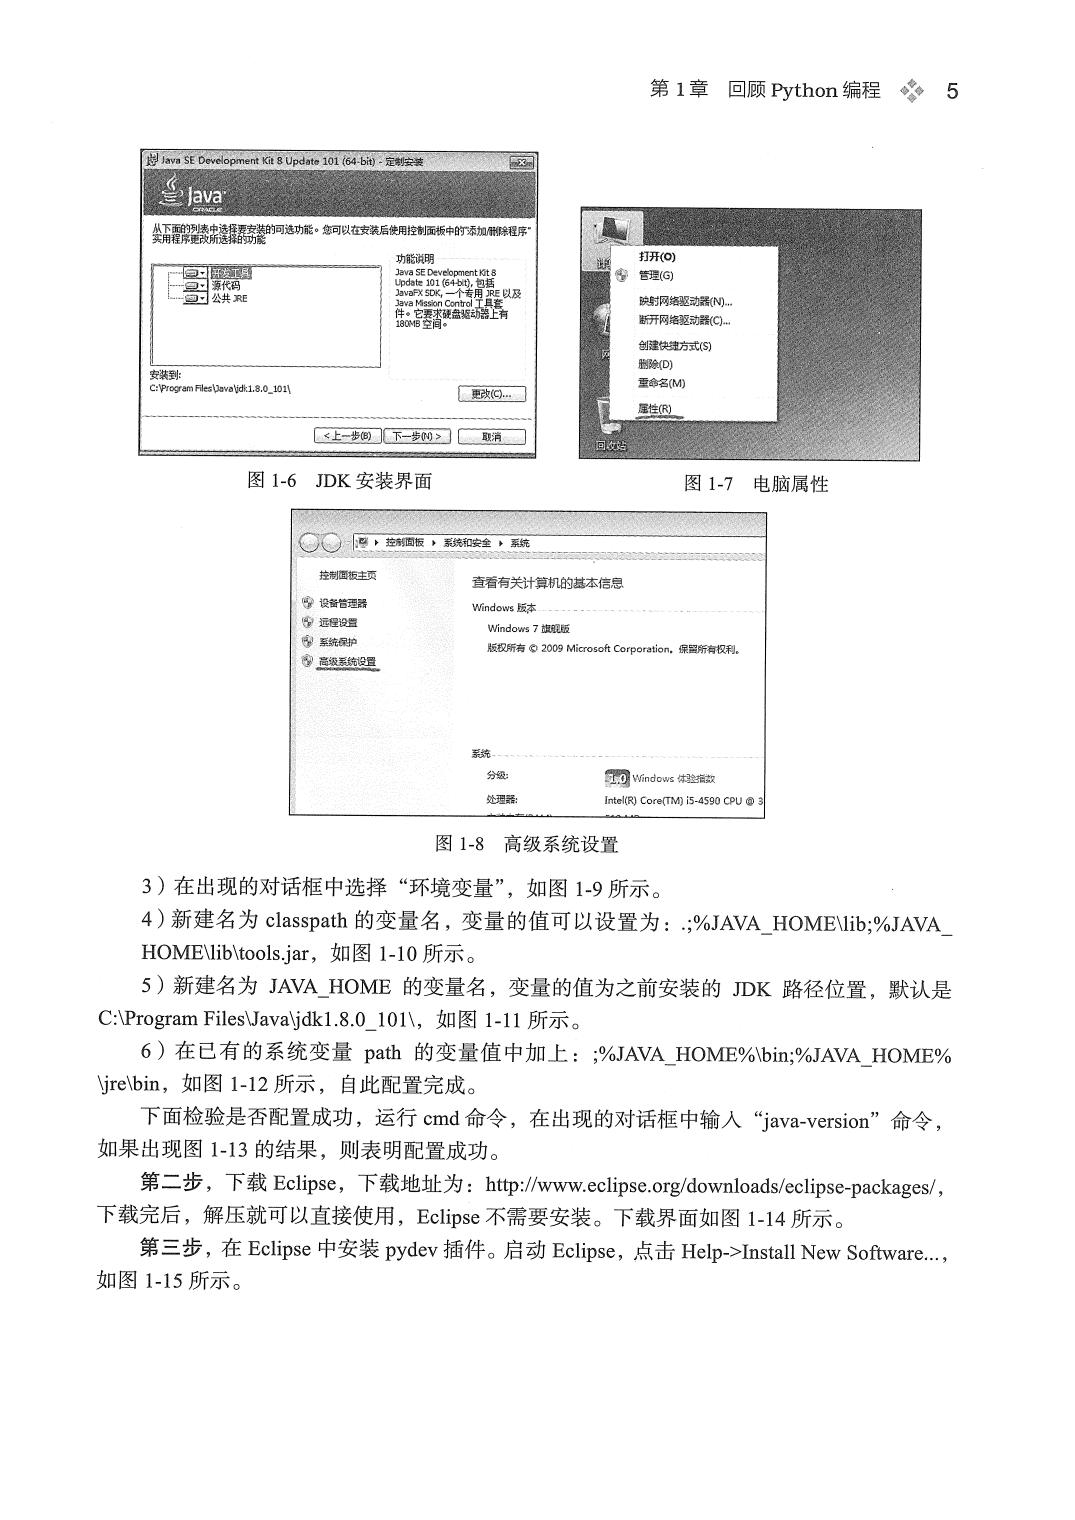 第 1 章 回顾 Python 编程 5
Java SE Development Kit 8 Update 101 (64-bit) - 定制安装
Java
ORACLE
从下面的列表中选择要安装的可选功能。您可以在安装后使用控制面板中的“添加/删除程序”
实用程序更改所选择的功能
开发工具
源代码
公共 JRE
功能说明
Java SE Development Kit 8
Update 101 (64-bit), 包括
JavaFX SDK, 一个专用 JRE 以及
Java Mission Control 工具套
件。它要求硬盘驱动器上有
180MB 空间。
安装到:
C:\Program Files\Java\jdk1.8.0_101\
更改(C)...
< 上一步(B)
下一步(N) >
取消
图 1-6 JDK 安装界面
打开(O)
管理(G)
映射网络驱动器(N)...
断开网络驱动器(C)...
创建快捷方式(S)
删除(D)
重命名(M)
属性(R)
回收站
图 1-7 电脑属性
控制面板 系统和安全 系统
控制面板主页
设备管理器
远程设置
系统保护
高级系统设置
查看有关计算机的基本信息
Windows 版本
Windows 7 旗舰版
版权所有 © 2009 Microsoft Corporation。保留所有权利。
系统
分级:
1.0 Windows 体验指数
处理器:
Intel(R) Core(TM) i5-4590 CPU @ 3
图 1-8 高级系统设置
3）在出现的对话框中选择“环境变量”，如图 1-9 所示。
4）新建名为 classpath 的变量名，变量的值可以设置为：.;%JAVA_HOME\lib;%JAVA_
HOME\lib\tools.jar，如图 1-10 所示。
5）新建名为 JAVA_HOME 的变量名，变量的值为之前安装的 JDK 路径位置，默认是
C:\Program Files\Java\jdk1.8.0_101\，如图 1-11 所示。
6）在已有的系统变量 path 的变量值中加上：;%JAVA_HOME%\bin;%JAVA_HOME%
\jre\bin，如图 1-12 所示，自此配置完成。
下面检验是否配置成功，运行 cmd 命令，在出现的对话框中输入“java-version”命令，
如果出现图 1-13 的结果，则表明配置成功。
第二步，下载 Eclipse，下载地址为：http://www.eclipse.org/downloads/eclipse-packages/，
下载完后，解压就可以直接使用，Eclipse 不需要安装。下载界面如图 1-14 所示。
第三步，在 Eclipse 中安装 pydev 插件。启动 Eclipse，点击 Help->Install New Software...，
如图 1-15 所示。